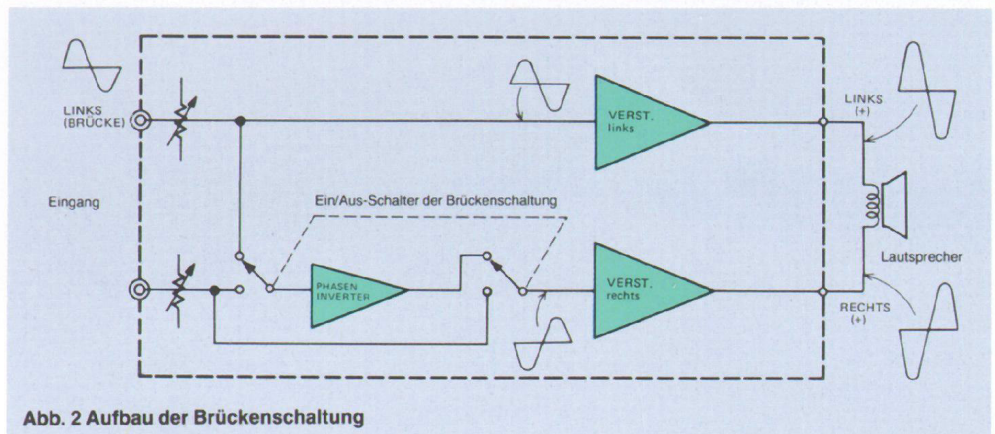 LINKS
(BRÜCKE)
VERST.
links
LINKS
(+)
Eingang
Ein/Aus-Schalter der Brückenschaltung
PHASEN
INVERTER
VERST.
rechts
Lautsprecher
RECHTS
(+)
Abb. 2 Aufbau der Brückenschaltung